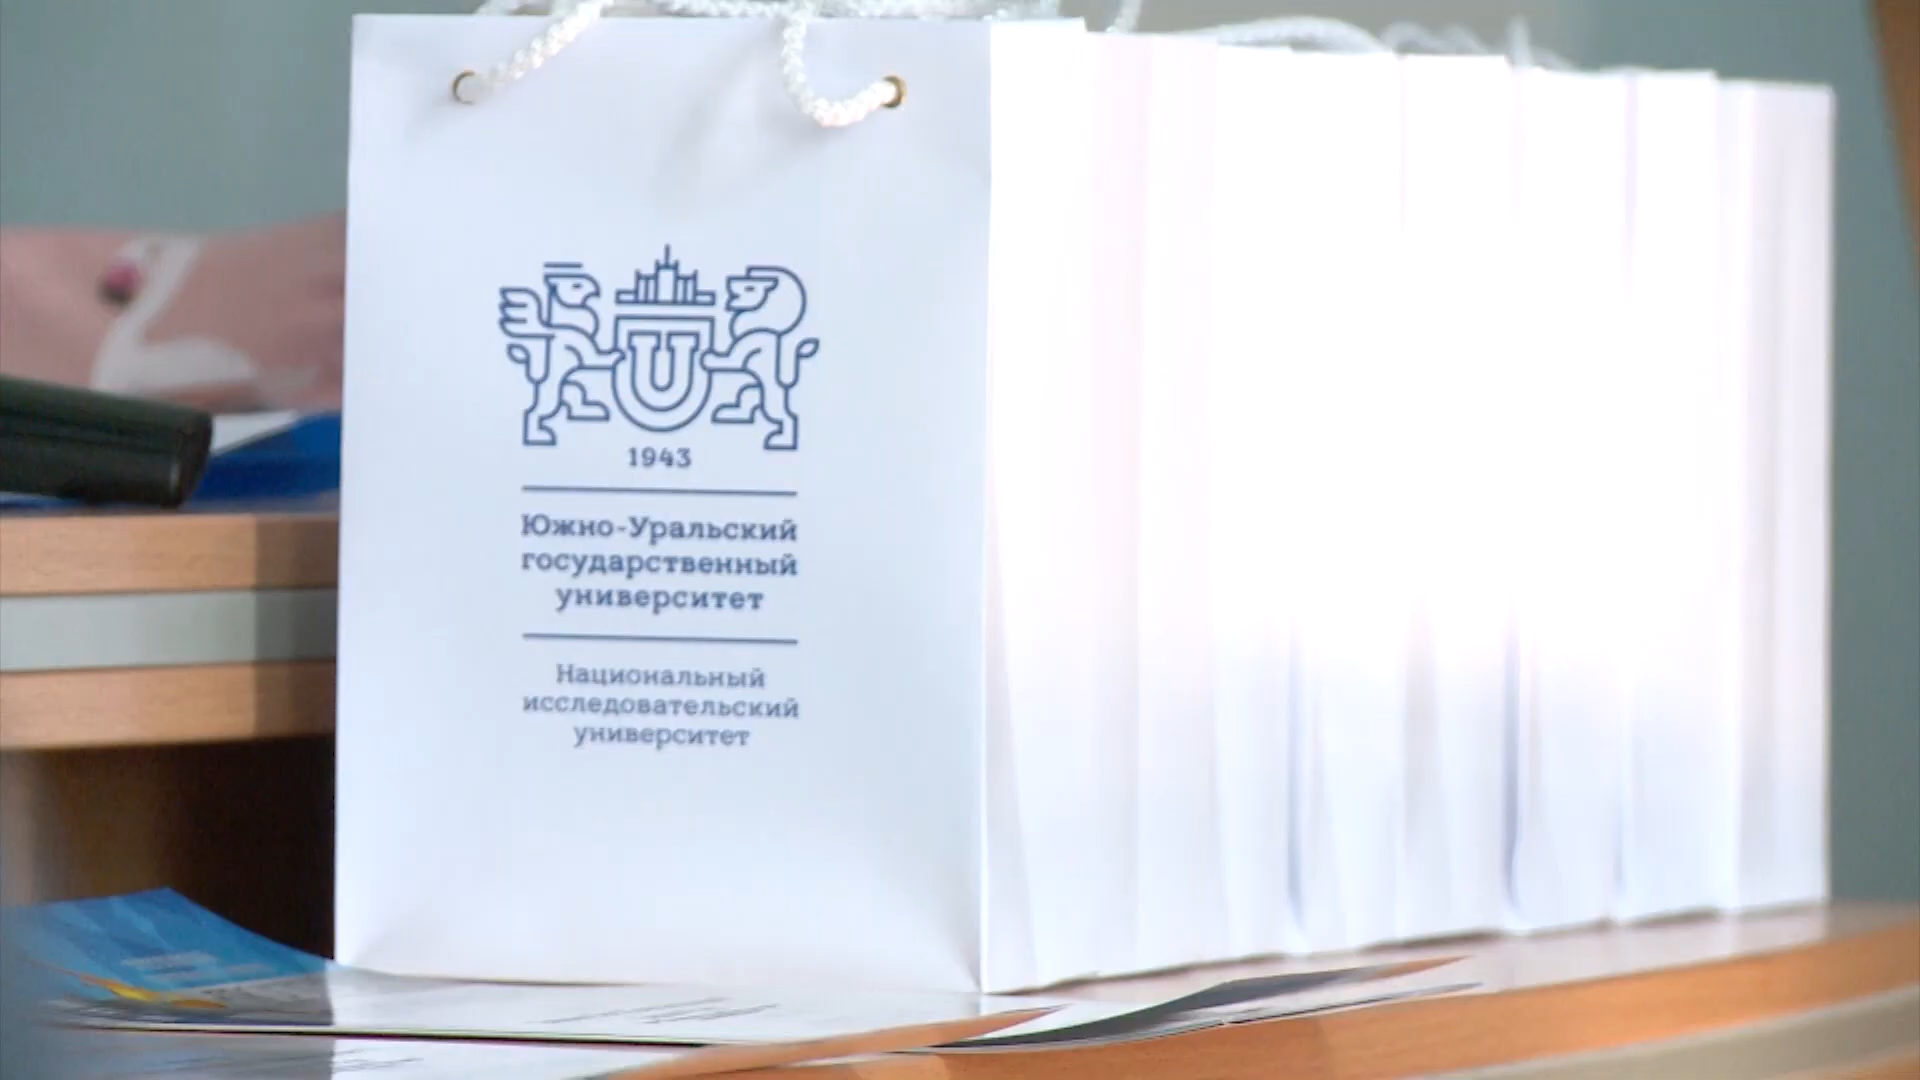 1943
Южно-Уральский
государственный
университет
Национальный
исследовательский
университет